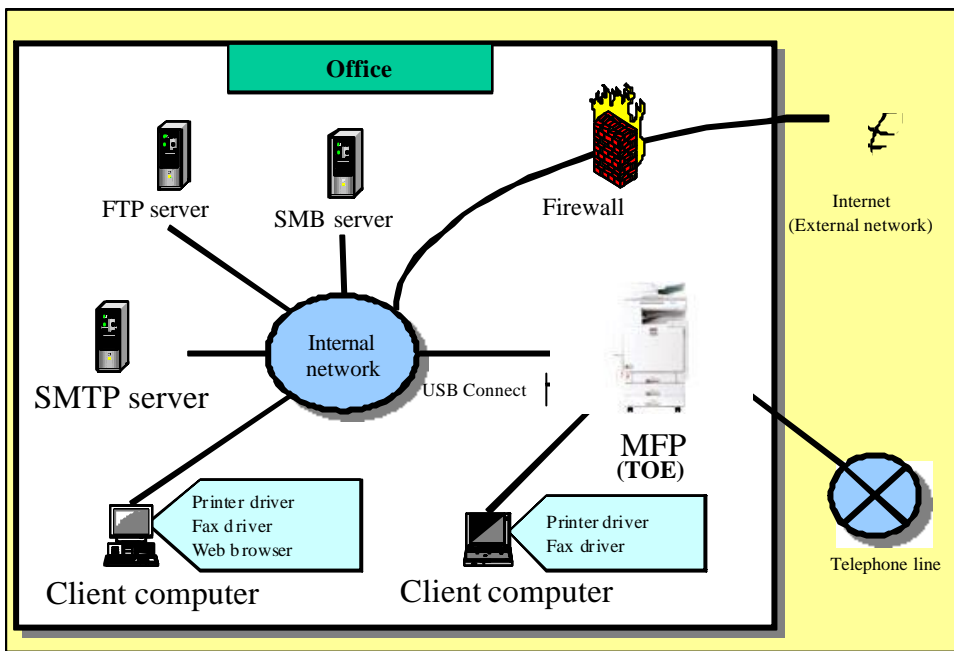 Office
FTP server
SMB server
Firewall
Internet
(External network)
Internal
network
SMTP server
USB Connect
MFP
(TOE)
Printer driver
Fax driver
Web browser
Printer driver
Fax driver
Client computer
Client computer
Telephone line